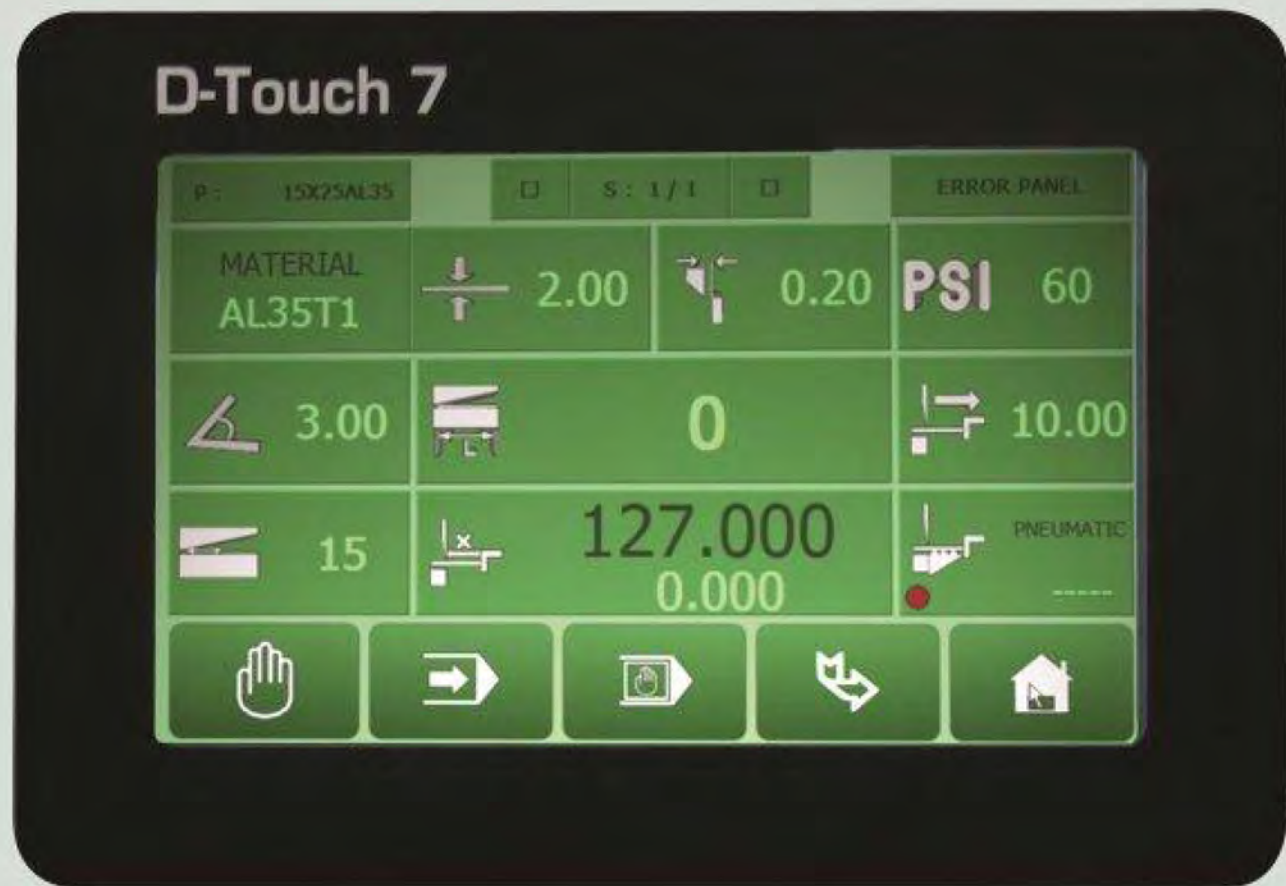 D-Touch 7
P : 15X25AL35
S : 1 / 1
ERROR PANEL
MATERIAL
AL35T1
2.00
0.20
PSI 60
3.00
L
0
10.00
15
x
127.000
0.000
PNEUMATIC
-----